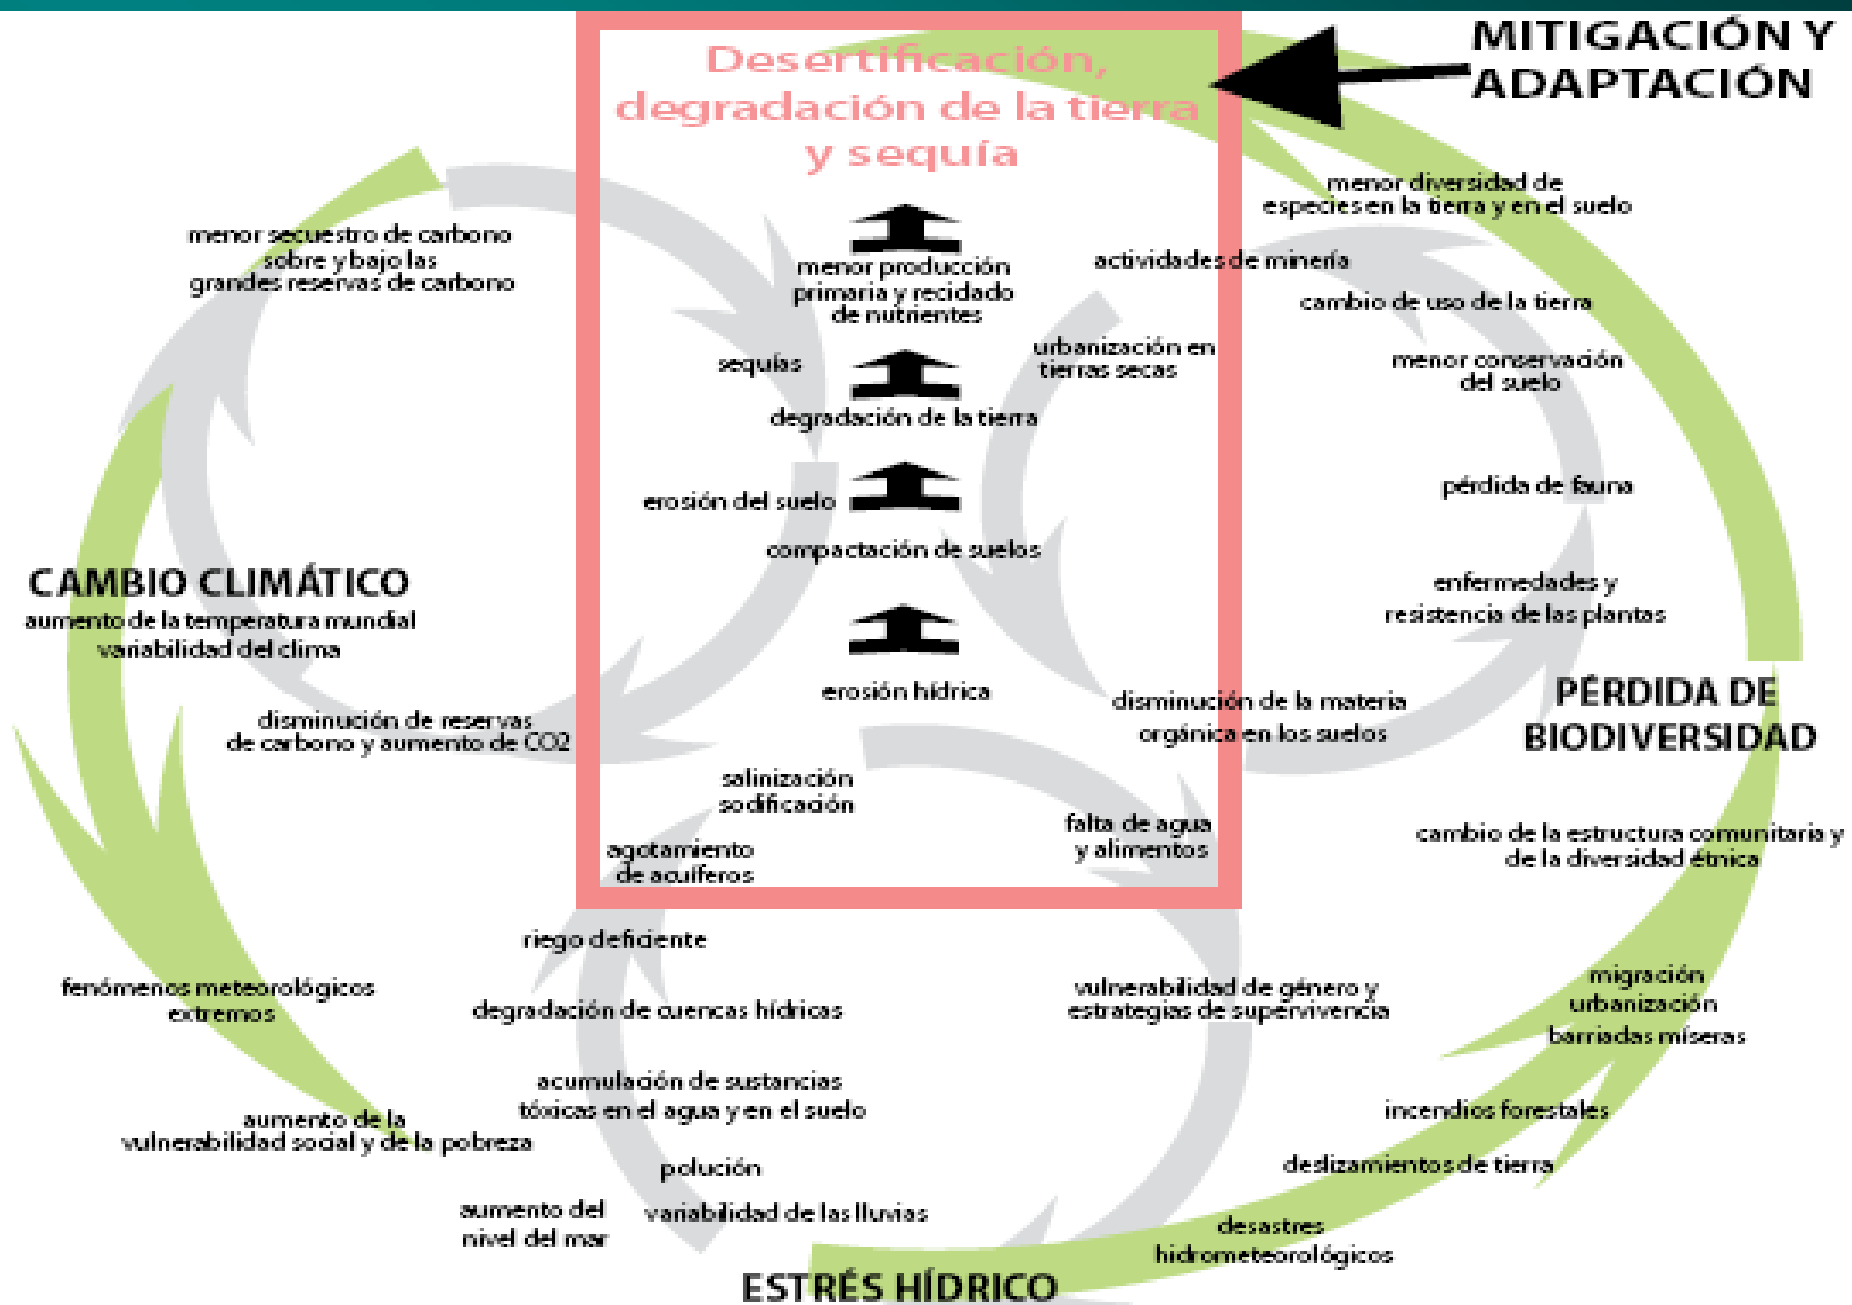 MITIGACIÓN Y
ADAPTACIÓN
Desertificación,
degradación de la tierra
y sequía
menor diversidad de
especies en la tierra y en el suelo
menor secuestro de carbono
sobre y bajo las
grandes reservas de carbono
menor producción
primaria y recidado
de nutrientes
actividades de minería
cambio de uso de la tierra
sequías
urbanización en
tierras secas
menor conservación
del suelo
degradación de la tierra
erosión del suelo
pérdida de fauna
compactación de suelos
CAMBIO CLIMÁTICO
aumento de la temperatura mundial
variabilidad del clima
enfermedades y
resistencia de las plantas
erosión hídrica
disminución de la materia
orgánica en los suelos
PÉRDIDA DE
BIODIVERSIDAD
disminución de reservas
de carbono y aumento de CO2
salinización
sodificación
falta de agua
y alimentos
cambio de la estructura comunitaria y
de la diversidad étnica
agotamiento
de acuíferos
riego deficiente
fenómenos meteorológicos
extremos
degradación de cuencas hídricas
vulnerabilidad de género y
estrategias de supervivencia
migración
urbanización
barriadas míseras
acumulación de sustancias
tóxicas en el agua y en el suelo
aumento de la
vulnerabilidad social y de la pobreza
incendios forestales
polución
deslizamientos de tierra
aumento del
nivel del mar
variabilidad de las lluvias
desastres
hidrometeorológicos
ESTRÉS HÍDRICO